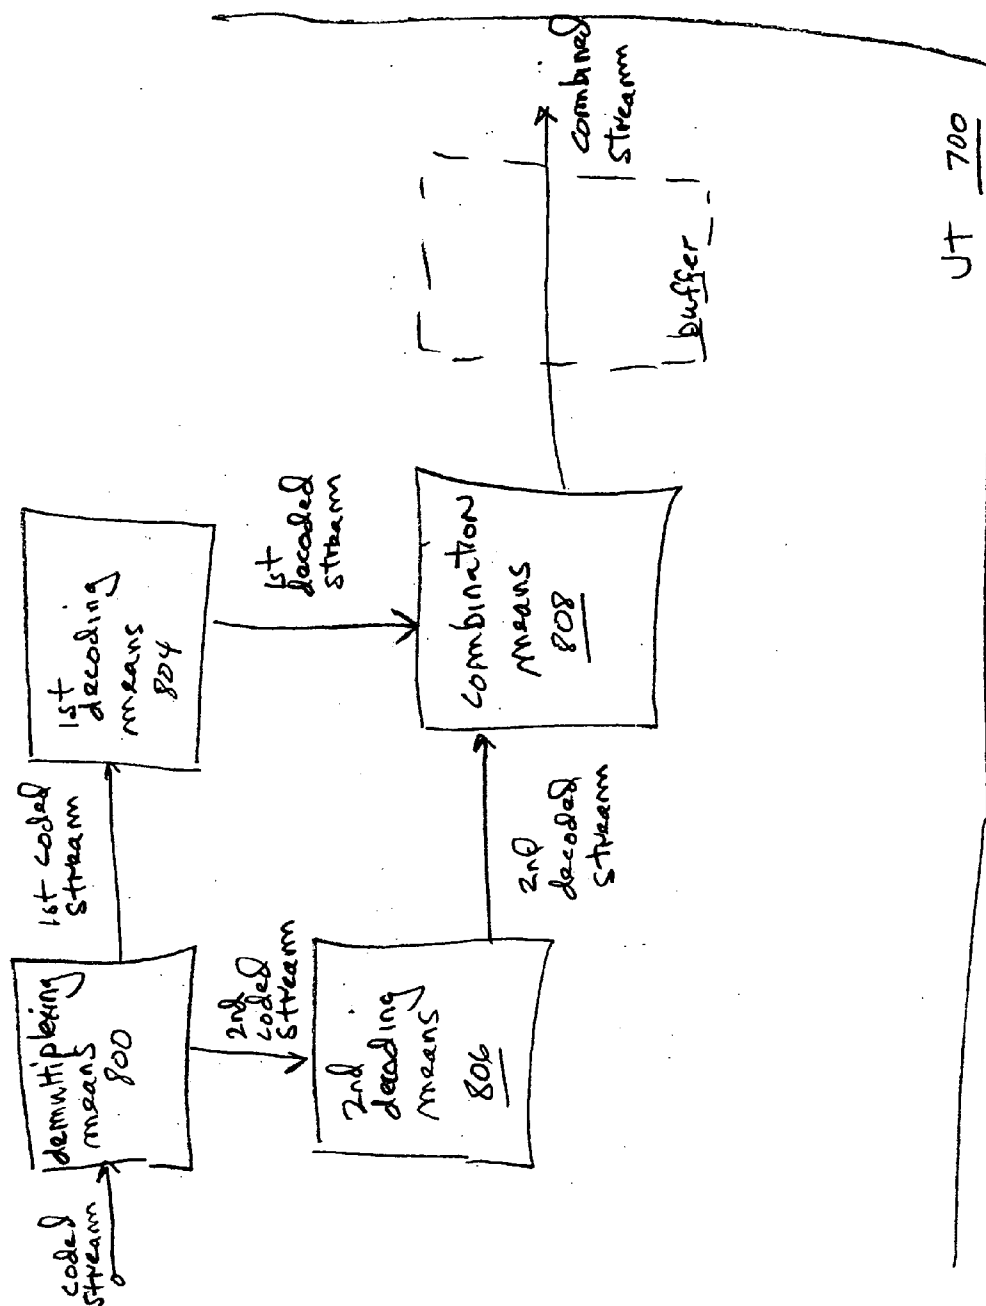 coded
stream
demultiplexing
means
800
1st coded
stream
1st
decoding
means
804
2nd
coded
stream
1st
decoded
stream
2nd
decoding
means
806
2nd
decoded
stream
combination
means
808
buffer
combined
stream
UT 700